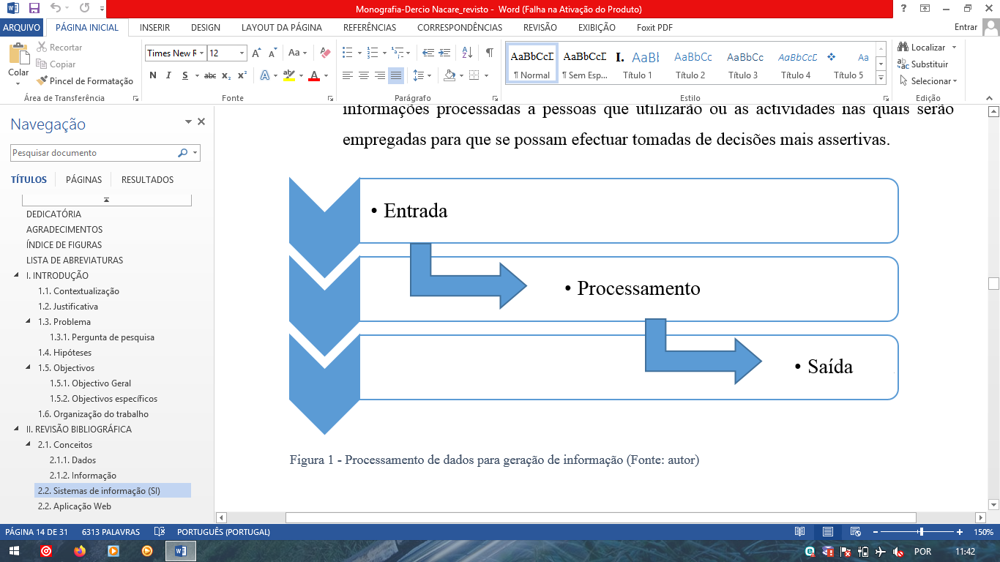 Monografia-Dercio Nacare_revisto - Word (Falha na Ativação do Produto)
ARQUIVO PÁGINA INICIAL INSERIR DESIGN LAYOUT DA PÁGINA REFERÊNCIAS CORRESPONDÊNCIAS REVISÃO EXIBIÇÃO Foxit PDF Entrar
Colar
Recortar
Copiar
Pincel de Formatação
Área de Transferência
Times New R 12
N I S abc x₂ x²
Fonte
Parágrafo
AaBbCcD AaBbCcD 1. AaBb AaBbCc AaBbCc AaBbCcD Aa
¶ Normal ¶ Sem Esp... Título 1 Título 2 Título 3 Título 4 Título 5
Estilo
Localizar
Substituir
Selecionar
Edição
Navegação
Pesquisar documento
TÍTULOS PÁGINAS RESULTADOS
DEDICATÓRIA
AGRADECIMENTOS
ÍNDICE DE FIGURAS
LISTA DE ABREVIATURAS
I. INTRODUÇÃO
1.1. Contextualização
1.2. Justificativa
1.3. Problema
1.3.1. Pergunta de pesquisa
1.4. Hipóteses
1.5. Objectivos
1.5.1. Objectivo Geral
1.5.2. Objectivos específicos
1.6. Organização do trabalho
II. REVISÃO BIBLIOGRÁFICA
2.1. Conceitos
2.1.1. Dados
2.1.2. Informação
2.2. Sistemas de informação (SI)
2.2. Aplicação Web
informações processadas a pessoas que utilizarão ou as actividades nas quais serão
empregadas para que se possam efectuar tomadas de decisões mais assertivas.
• Entrada
• Processamento
• Saída
Figura 1 - Processamento de dados para geração de informação (Fonte: autor)
PÁGINA 14 DE 31 6313 PALAVRAS PORTUGUÊS (PORTUGAL) 150%
POR 11:42